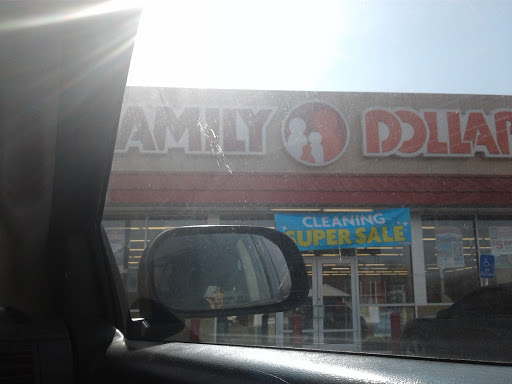 AMILY DOLLAR
CLEANING
SUPER SALE